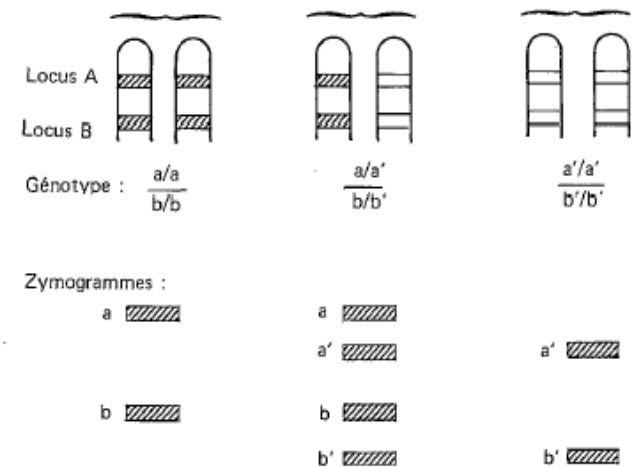 Locus A
Locus B
Génotype : a/a a/a′ a′/a′
b/b b/b′ b′/b′
Zymogrammes :
a a
a′ a′
b b
b′ b′